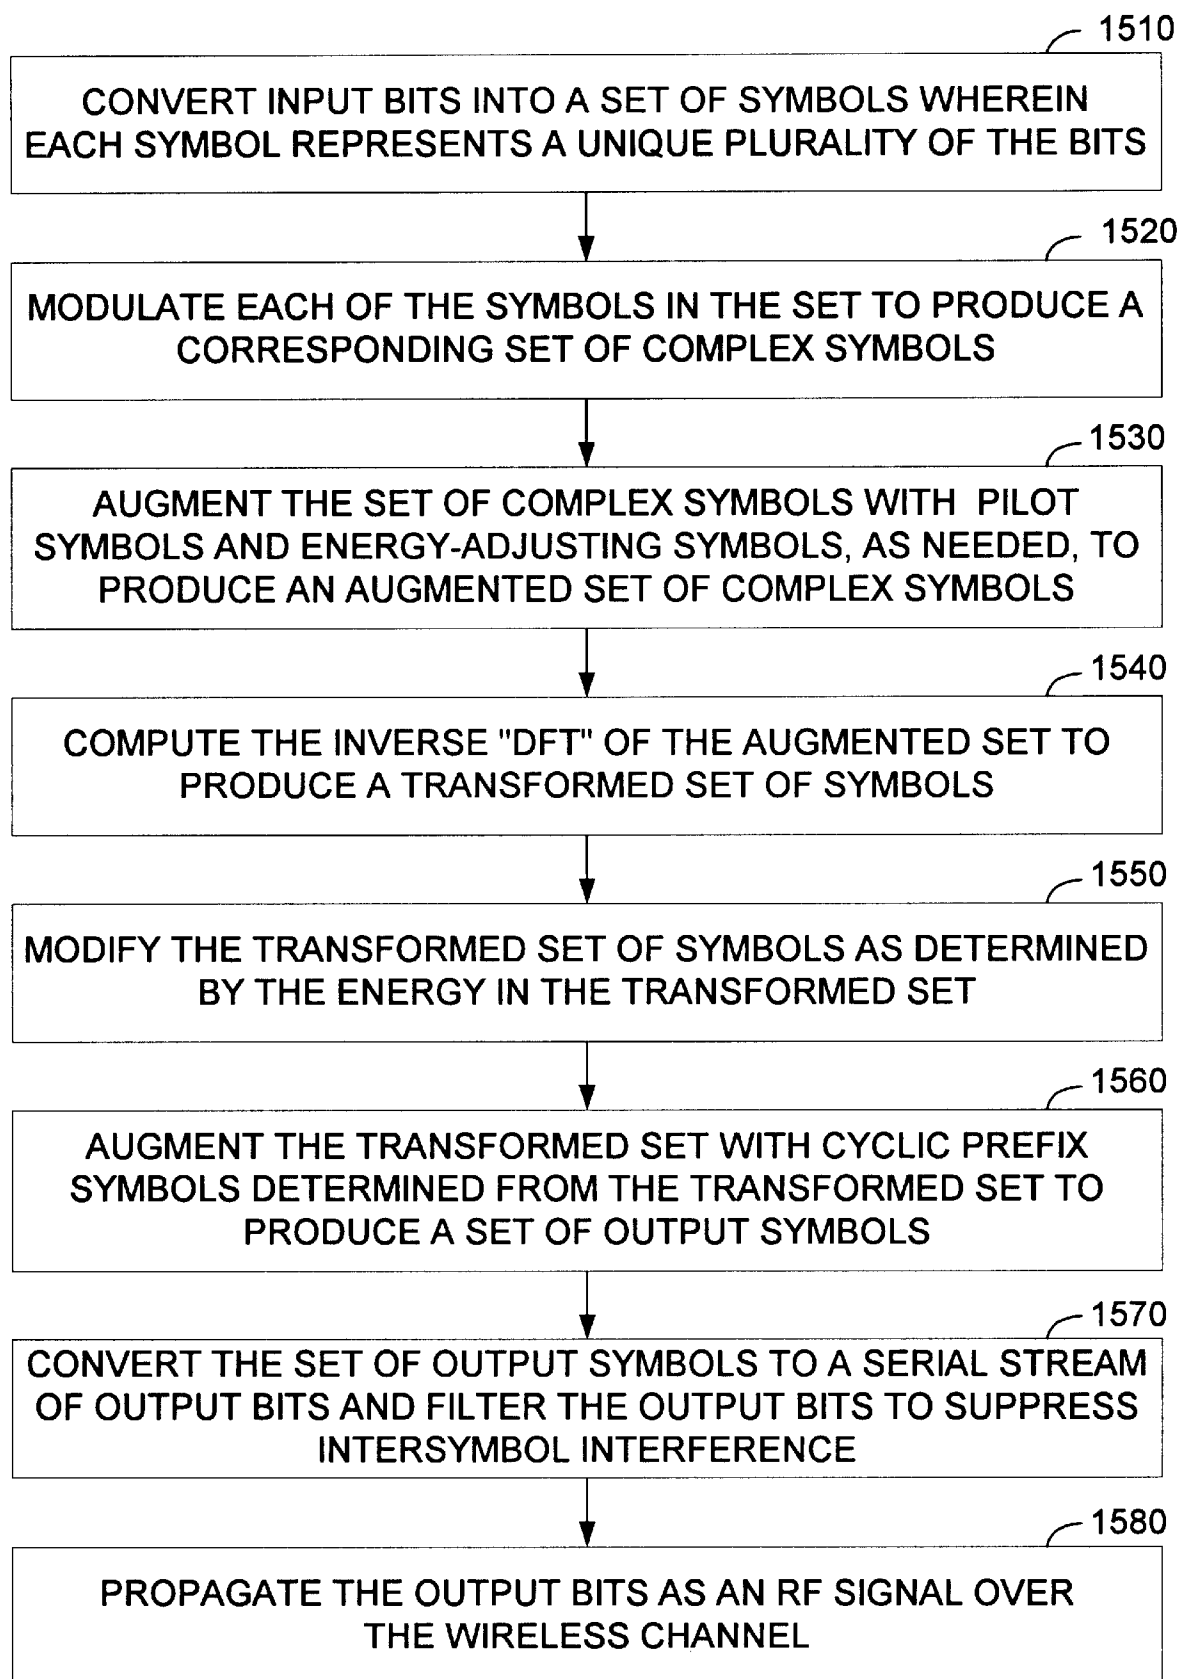 1510
CONVERT INPUT BITS INTO A SET OF SYMBOLS WHEREIN
EACH SYMBOL REPRESENTS A UNIQUE PLURALITY OF THE BITS
1520
MODULATE EACH OF THE SYMBOLS IN THE SET TO PRODUCE A
CORRESPONDING SET OF COMPLEX SYMBOLS
1530
AUGMENT THE SET OF COMPLEX SYMBOLS WITH PILOT
SYMBOLS AND ENERGY-ADJUSTING SYMBOLS, AS NEEDED, TO
PRODUCE AN AUGMENTED SET OF COMPLEX SYMBOLS
1540
COMPUTE THE INVERSE "DFT" OF THE AUGMENTED SET TO
PRODUCE A TRANSFORMED SET OF SYMBOLS
1550
MODIFY THE TRANSFORMED SET OF SYMBOLS AS DETERMINED
BY THE ENERGY IN THE TRANSFORMED SET
1560
AUGMENT THE TRANSFORMED SET WITH CYCLIC PREFIX
SYMBOLS DETERMINED FROM THE TRANSFORMED SET TO
PRODUCE A SET OF OUTPUT SYMBOLS
1570
CONVERT THE SET OF OUTPUT SYMBOLS TO A SERIAL STREAM
OF OUTPUT BITS AND FILTER THE OUTPUT BITS TO SUPPRESS
INTERSYMBOL INTERFERENCE
1580
PROPAGATE THE OUTPUT BITS AS AN RF SIGNAL OVER
THE WIRELESS CHANNEL